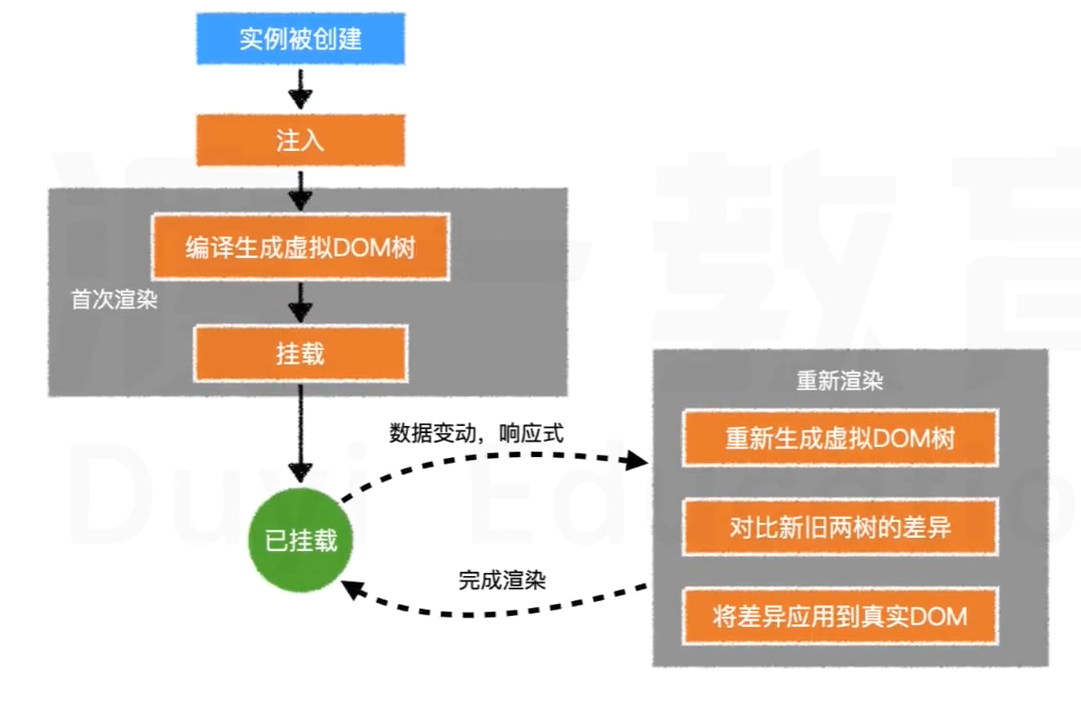 实例被创建
注入
编译生成虚拟DOM树
首次渲染
挂载
重新渲染
数据变动，响应式
重新生成虚拟DOM树
对比新旧两树的差异
已挂载
完成渲染
将差异应用到真实DOM
教育
Duyi Educatio